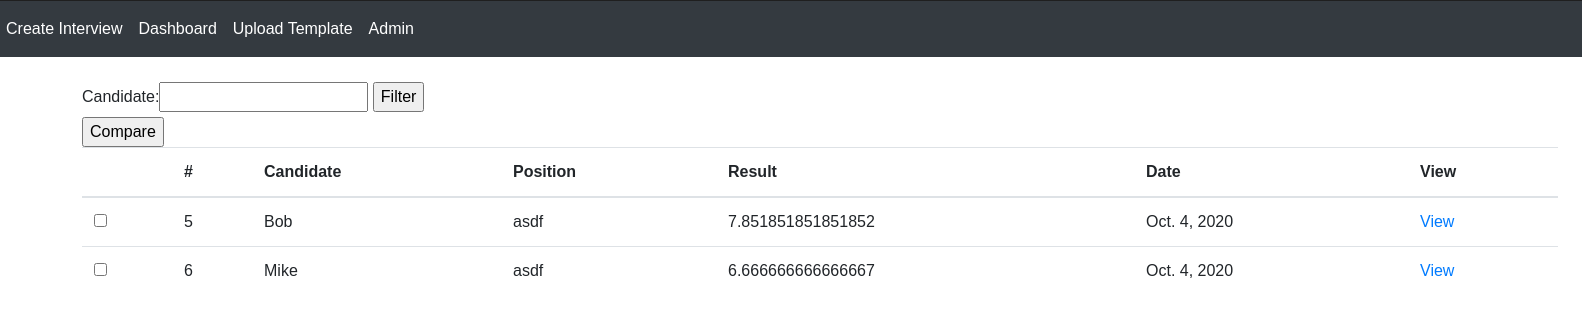 Create Interview Dashboard Upload Template Admin
Candidate: Filter
Compare
# Candidate Position Result Date View
5 Bob asdf 7.851851851851852 Oct. 4, 2020 View
6 Mike asdf 6.666666666666667 Oct. 4, 2020 View